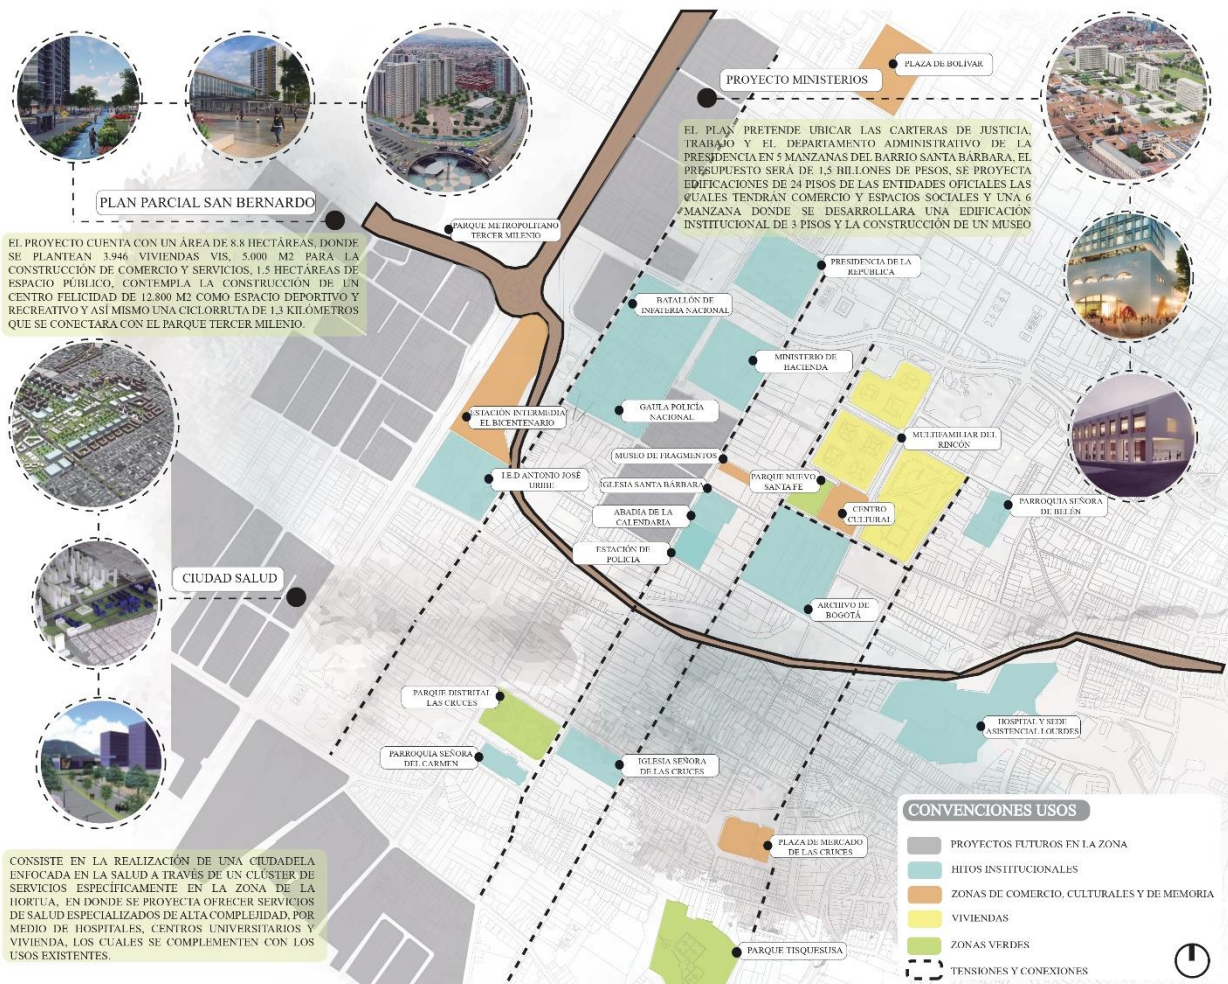 PLAZA DE BOLÍVAR
PROYECTO MINISTERIOS
EL PLAN PRETENDE UBICAR LAS CARTERAS DE JUSTICIA,
TRABAJO Y EL DEPARTAMENTO ADMINISTRATIVO DE LA
PRESIDENCIA EN 5 MANZANAS DEL BARRIO SANTA BÁRBARA, EL
PRESUPUESTO SERÁ DE 1,5 BILLONES DE PESOS, SE PROYECTA
EDIFICACIONES DE 24 PISOS DE LAS ENTIDADES OFICIALES LAS
CUALES TENDRÁN COMERCIO Y ESPACIOS SOCIALES Y UNA 6
MANZANA DONDE SE DESARROLLARA UNA EDIFICACIÓN
INSTITUCIONAL DE 3 PISOS Y LA CONSTRUCCIÓN DE UN MUSEO
PLAN PARCIAL SAN BERNARDO
EL PROYECTO CUENTA CON UN ÁREA DE 8.8 HECTÁREAS, DONDE
SE PLANTEAN 3.946 VIVIENDAS VIS, 5.000 M2 PARA LA
CONSTRUCCIÓN DE COMERCIO Y SERVICIOS, 1.5 HECTÁREAS DE
ESPACIO PÚBLICO, CONTEMPLA LA CONSTRUCCIÓN DE UN
CENTRO FELICIDAD DE 12.800 M2 COMO ESPACIO DEPORTIVO Y
RECREATIVO Y ASÍ MISMO UNA CICLORRUTA DE 1,3 KILÓMETROS
QUE SE CONECTARA CON EL PARQUE TERCER MILENIO.
PARQUE METROPOLITANO
TERCER MILENIO
PRESIDENCIA DE LA
REPÚBLICA
BATALLÓN DE
INFATERIA NACIONAL
MINISTERIO DE
HACIENDA
GAULA POLICÍA
NACIONAL
ESTACIÓN INTERMEDIA
EL BICENTENARIO
MULTIFAMILIAR DEL
RINCÓN
MUSEO DE FRAGMENTOS
I.E.D ANTONIO JOSÉ
URIBE
IGLESIA SANTA BÁRBARA
PARQUE NUEVO
SANTA FE
PARROQUIA SEÑORA
DE BELÉN
ABADIA DE LA
CALENDARIA
CENTRO
CULTURAL
ESTACIÓN DE
POLICIA
CIUDAD SALUD
ARCHIVO DE
BOGOTÁ
PARQUE DISTRITAL
LAS CRUCES
HOSPITAL Y SEDE
ASISTENCIAL LOURDES
PARROQUIA SEÑORA
DEL CARMEN
IGLESIA SEÑORA
DE LAS CRUCES
PLAZA DE MERCADO
DE LAS CRUCES
PARQUE TISQUESUSA
CONSISTE EN LA REALIZACIÓN DE UNA CIUDADELA
ENFOCADA EN LA SALUD A TRAVÉS DE UN CLÚSTER DE
SERVICIOS ESPECÍFICAMENTE EN LA ZONA DE LA
HORTUA, EN DONDE SE PROYECTA OFRECER SERVICIOS
DE SALUD ESPECIALIZADOS DE ALTA COMPLEJIDAD, POR
MEDIO DE HOSPITALES, CENTROS UNIVERSITARIOS Y
VIVIENDA, LOS CUALES SE COMPLEMENTEN CON LOS
USOS EXISTENTES.
CONVENCIONES USOS
PROYECTOS FUTUROS EN LA ZONA
HITOS INSTITUCIONALES
ZONAS DE COMERCIO, CULTURALES Y DE MEMORIA
VIVIENDAS
ZONAS VERDES
TENSIONES Y CONEXIONES